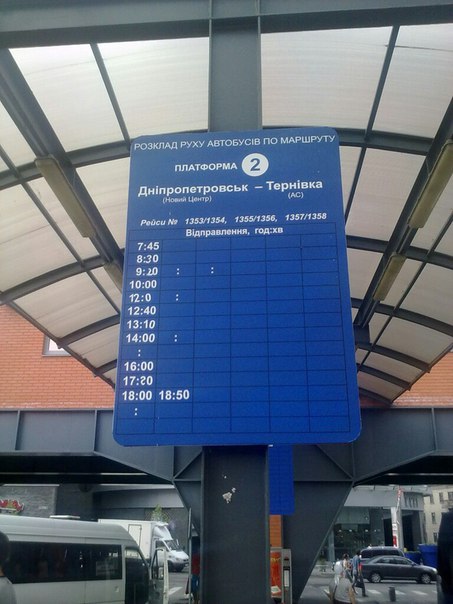 РОЗКЛАД РУХУ АВТОБУСІВ ПО МАРШРУТУ
ПЛАТФОРМА 2
Дніпропетровськ – Тернівка
(Новий Центр) (АС)
Рейси № 1353/1354, 1355/1356, 1357/1358
Відправлення, год:хв
7:45
8:20
9:20 : :
10:00
12:0 :
12:40
13:10
14:00 :
:
16:00
17:20
18:00 18:50
: